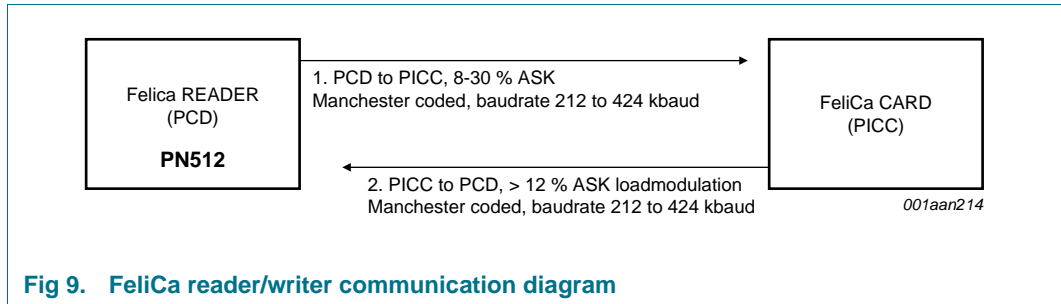 Felica READER
(PCD)
PN512
1. PCD to PICC, 8-30 % ASK
Manchester coded, baudrate 212 to 424 kbaud
2. PICC to PCD, > 12 % ASK loadmodulation
Manchester coded, baudrate 212 to 424 kbaud
FeliCa CARD
(PICC)
001aan214
Fig 9. FeliCa reader/writer communication diagram